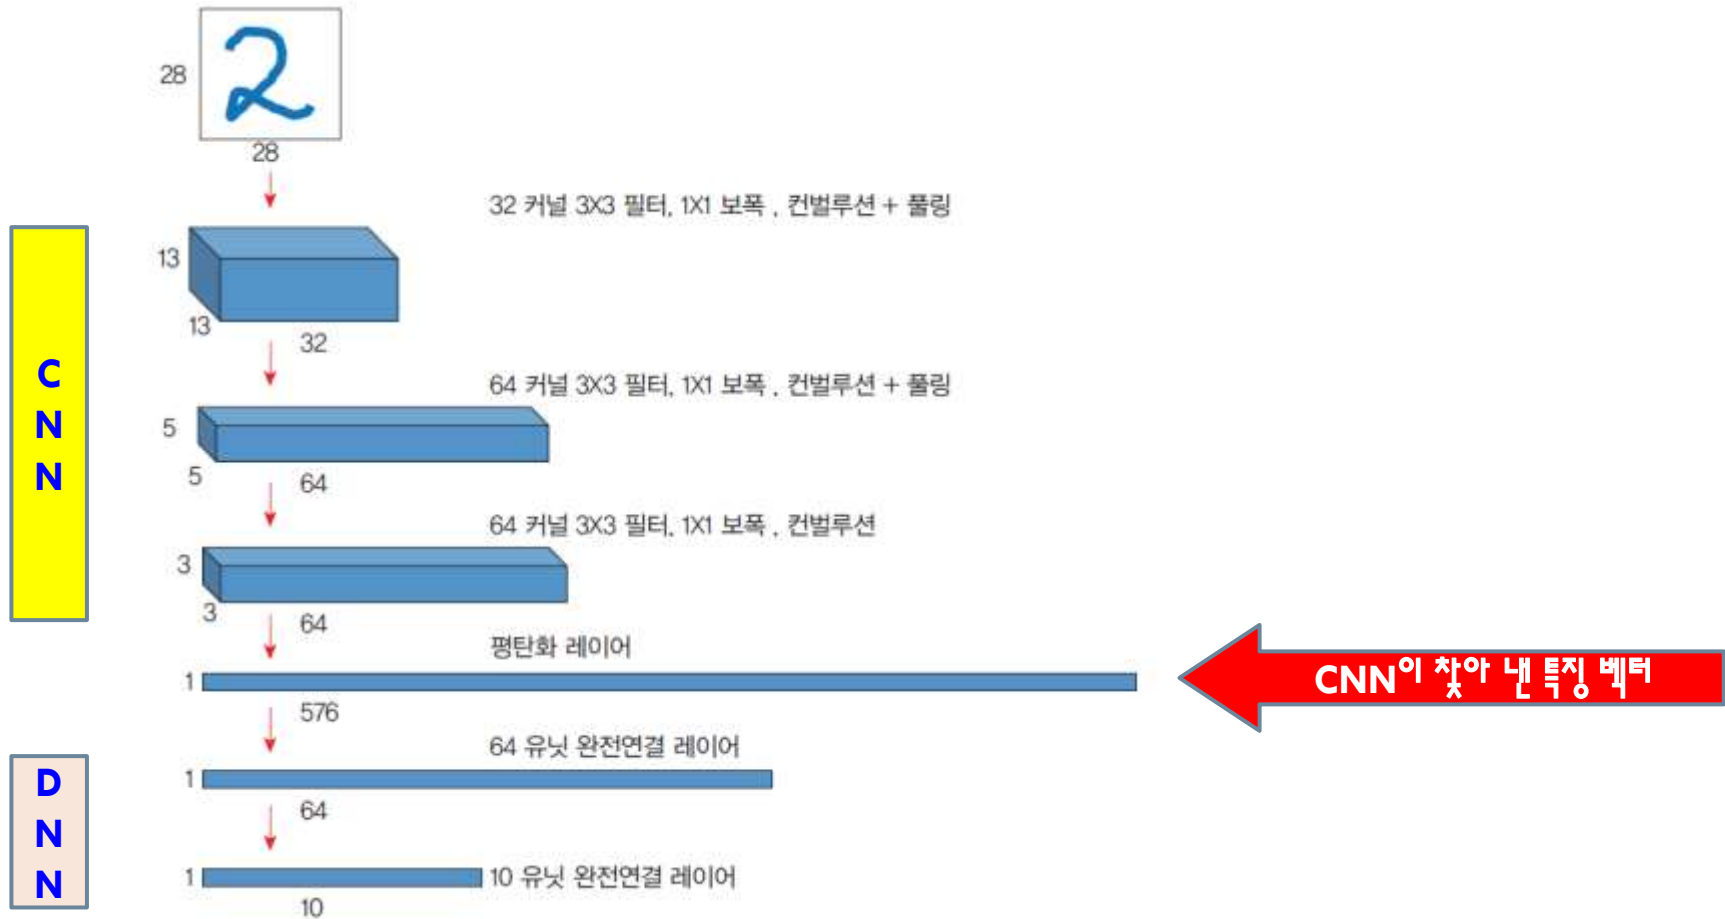 2
28
28
32 커널 3X3 필터, 1X1 보폭 , 컨벌루션 + 풀링
13
13
32
64 커널 3X3 필터, 1X1 보폭 , 컨벌루션 + 풀링
5
5
64
64 커널 3X3 필터, 1X1 보폭 , 컨벌루션
3
3
64
평탄화 레이어
1
576
64 유닛 완전연결 레이어
1
64
1
10 유닛 완전연결 레이어
10
C
N
N
D
N
N
CNN이 찾아 낸 특징 벡터